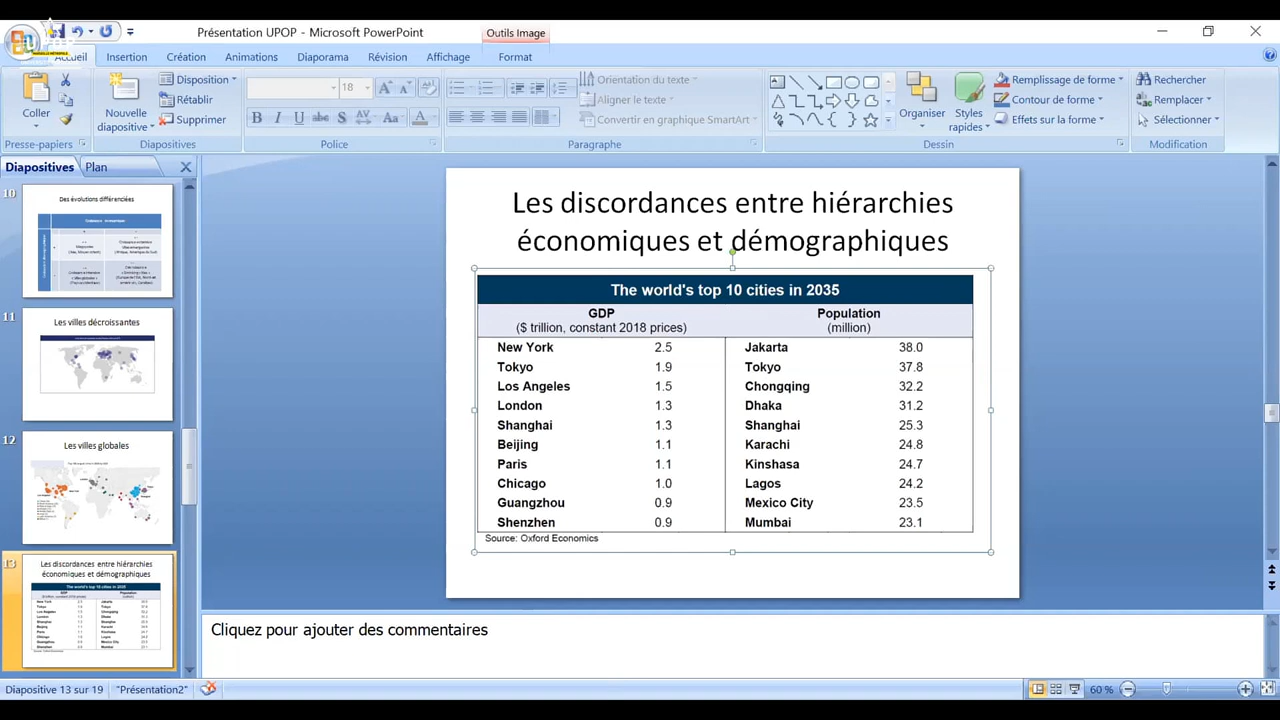 Présentation UPOP - Microsoft PowerPoint
Outils Image
Accueil Insertion Création Animations Diaporama Révision Affichage Format
Coller
Presse-papiers
Nouvelle diapositive
Disposition
Rétablir
Supprimer
Diapositives
18
Police
Orientation du texte
Aligner le texte
Convertir en graphique SmartArt
Paragraphe
Organiser
Styles rapides
Remplissage de forme
Contour de forme
Effets sur la forme
Dessin
Rechercher
Remplacer
Sélectionner
Modification
Diapositives Plan
10
Des évolutions différenciées
11
Les villes décroissantes
12
Les villes globales
13
Les discordances entre hiérarchies
économiques et démographiques
Les discordances entre hiérarchies
économiques et démographiques
The world's top 10 cities in 2035
GDP Population
($ trillion, constant 2018 prices) (million)
New York 2.5 Jakarta 38.0
Tokyo 1.9 Tokyo 37.8
Los Angeles 1.5 Chongqing 32.2
London 1.3 Dhaka 31.2
Shanghai 1.3 Shanghai 25.3
Beijing 1.1 Karachi 24.8
Paris 1.1 Kinshasa 24.7
Chicago 1.0 Lagos 24.2
Guangzhou 0.9 Mexico City 23.5
Shenzhen 0.9 Mumbai 23.1
Source: Oxford Economics
Cliquez pour ajouter des commentaires
Diapositive 13 sur 19 "Présentation2" 60 %